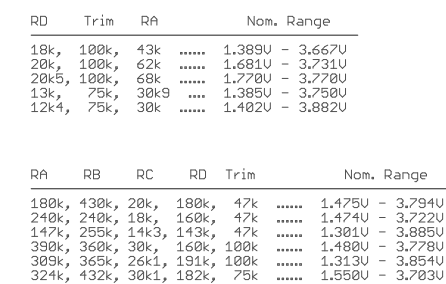 RD Trim RA Nom. Range
18k, 100k, 43k ...... 1.389V - 3.667V
20k, 100k, 62k ...... 1.681V - 3.731V
20k5, 100k, 68k ...... 1.770V - 3.770V
13k, 75k, 30k9 .... 1.385V - 3.750V
12k4, 75k, 30k ...... 1.402V - 3.882V
RA RB RC RD Trim Nom. Range
180k, 430k, 20k, 180k, 47k ...... 1.475V - 3.794V
240k, 240k, 18k, 160k, 47k ...... 1.474V - 3.722V
147k, 255k, 14k3, 143k, 47k ...... 1.301V - 3.885V
390k, 360k, 30k, 160k, 100k ...... 1.480V - 3.778V
309k, 365k, 26k1, 191k, 100k ...... 1.313V - 3.854V
324k, 432k, 30k1, 182k, 75k ...... 1.550V - 3.703V